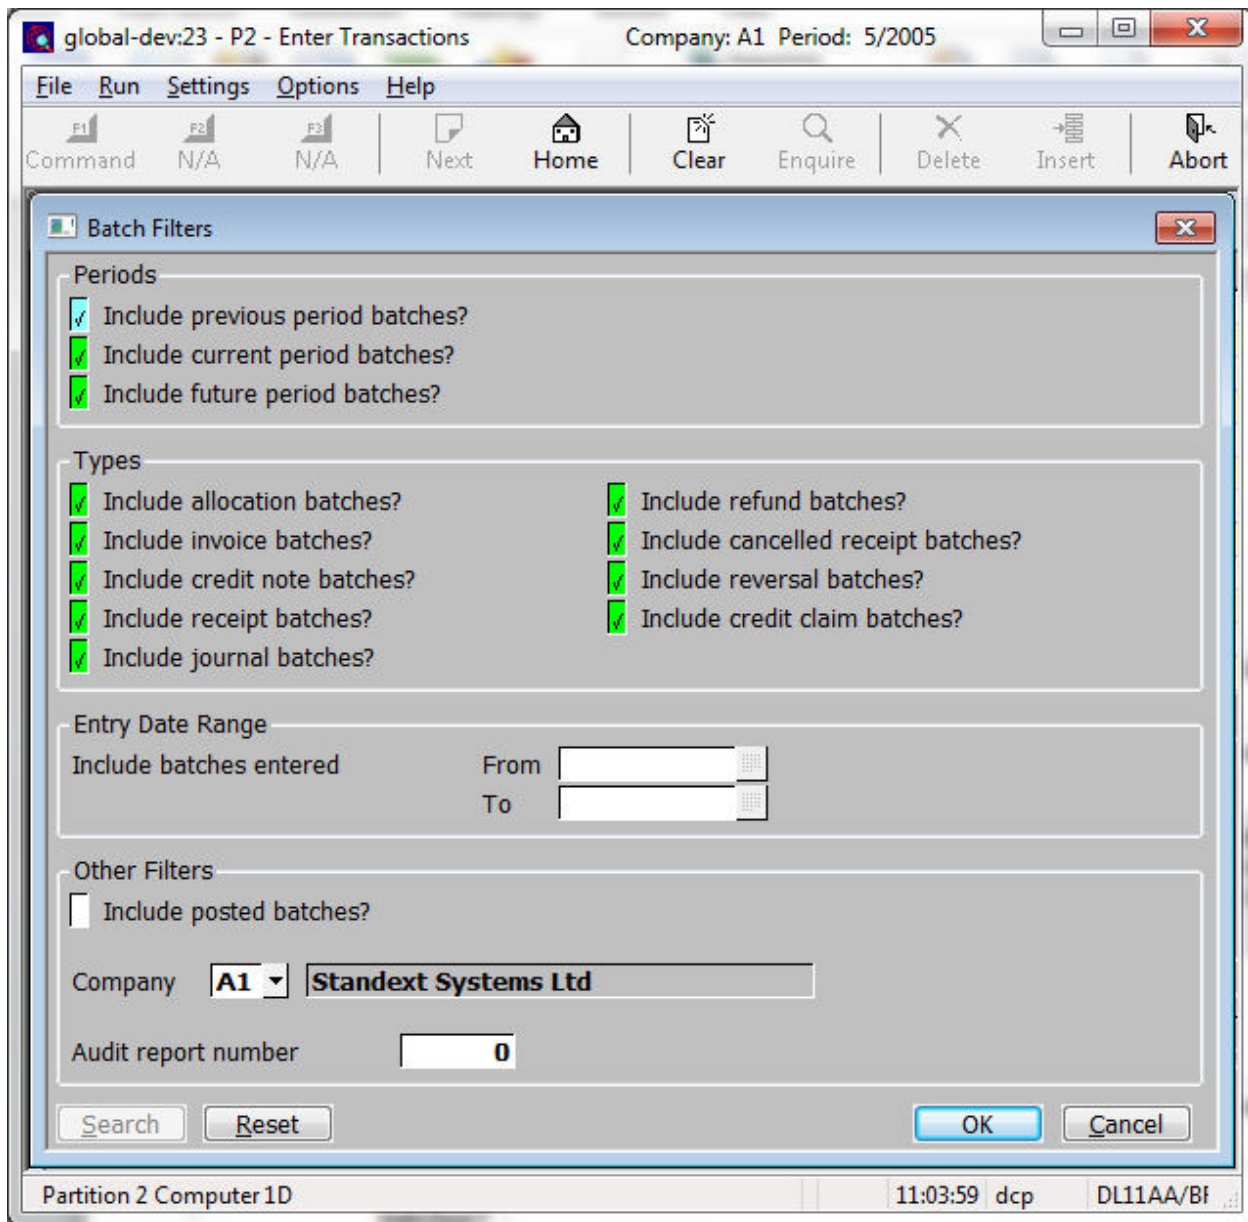 global-dev:23 - P2 - Enter Transactions Company: A1 Period: 5/2005
File Run Settings Options Help
F1 F2 F3
Command N/A N/A Next Home Clear Enquire Delete Insert Abort
Batch Filters
Periods
Include previous period batches?
Include current period batches?
Include future period batches?
Types
Include allocation batches? Include refund batches?
Include invoice batches? Include cancelled receipt batches?
Include credit note batches? Include reversal batches?
Include receipt batches? Include credit claim batches?
Include journal batches?
Entry Date Range
Include batches entered From
To
Other Filters
Include posted batches?
Company A1 Standext Systems Ltd
Audit report number 0
Search Reset OK Cancel
Partition 2 Computer 1D 11:03:59 dcp